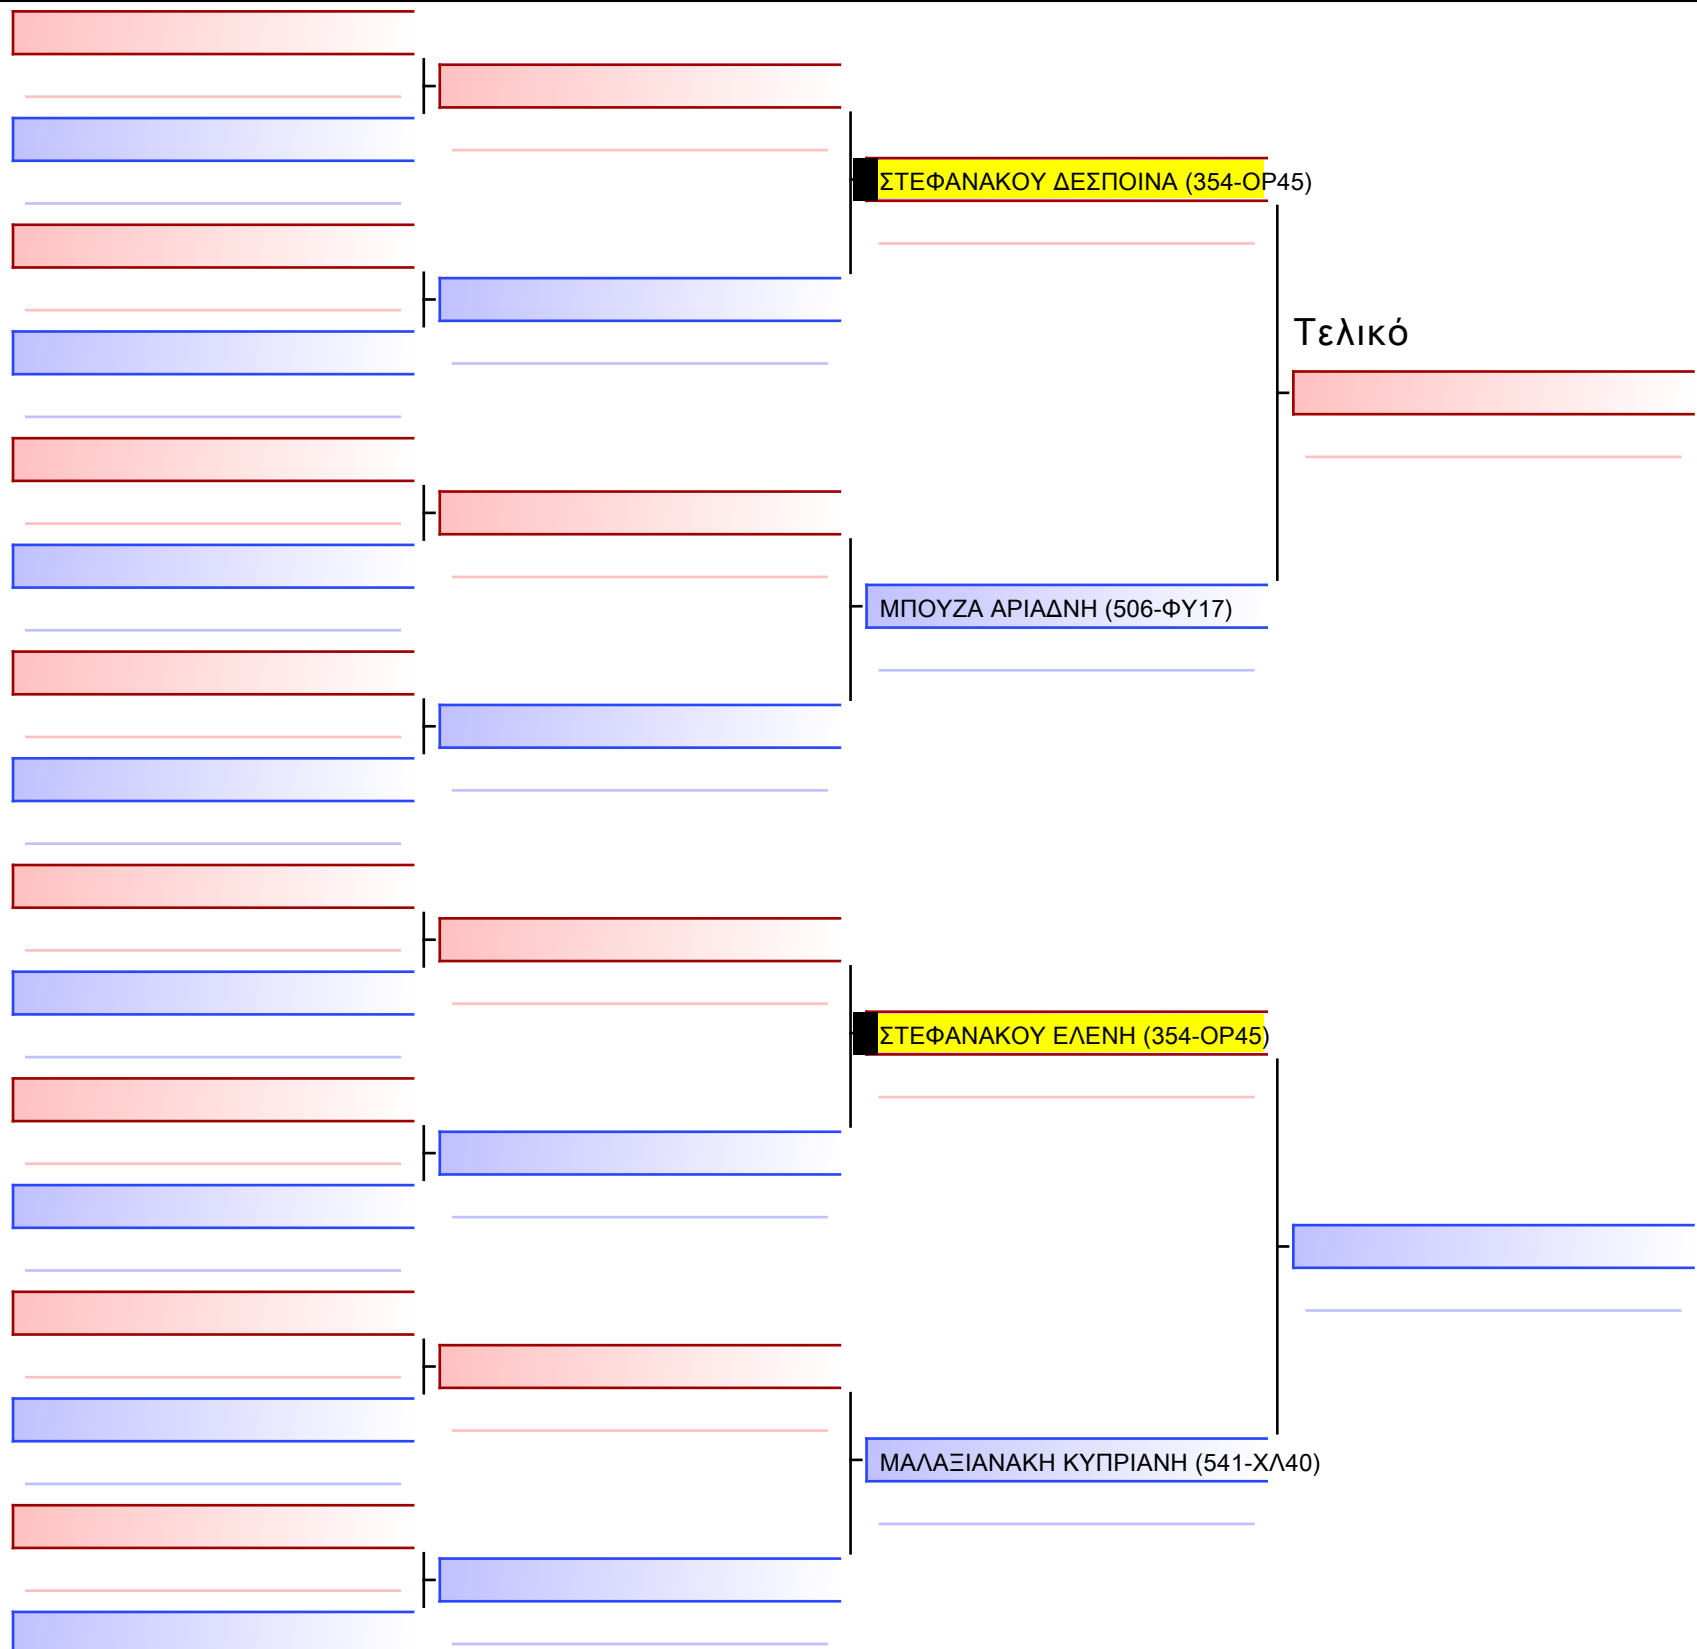 ΣΤΕΦΑΝΑΚΟΥ ΔΕΣΠΟΙΝΑ (354-ΟΡ45)
Τελικό
ΜΠΟΥΖΑ ΑΡΙΑΔΝΗ (506-ΦΥ17)
ΣΤΕΦΑΝΑΚΟΥ ΕΛΕΝΗ (354-ΟΡ45)
ΜΑΛΑΞΙΑΝΑΚΗ ΚΥΠΡΙΑΝΗ (541-ΧΛ40)